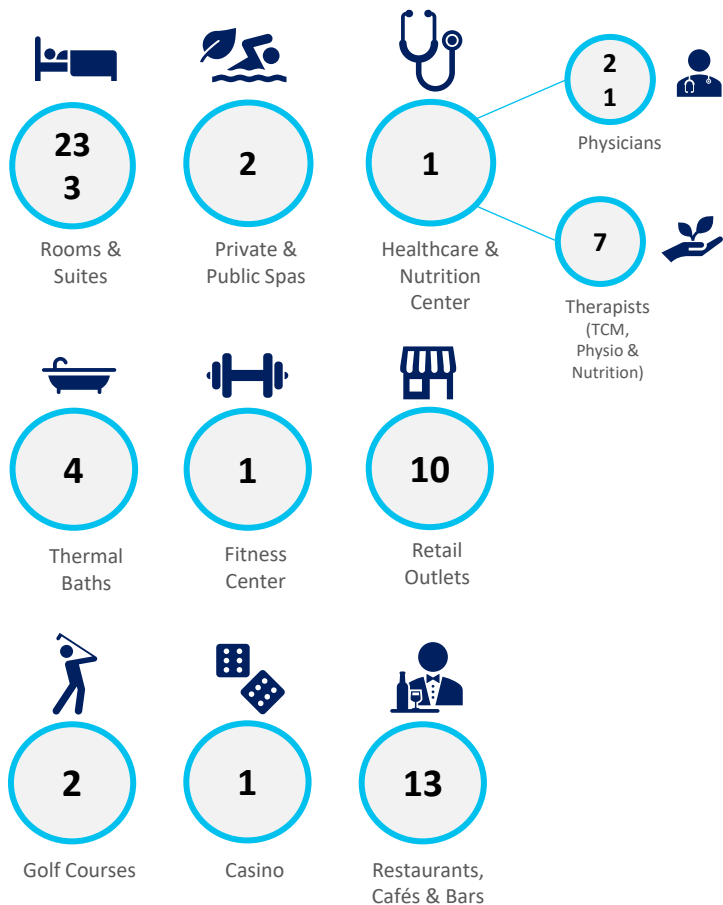 23
3
Rooms &
Suites
2
Private &
Public Spas
1
Healthcare &
Nutrition
Center
2
1
Physicians
7
Therapists
(TCM,
Physio &
Nutrition)
4
Thermal
Baths
1
Fitness
Center
10
Retail
Outlets
2
Golf Courses
1
Casino
13
Restaurants,
Cafés & Bars